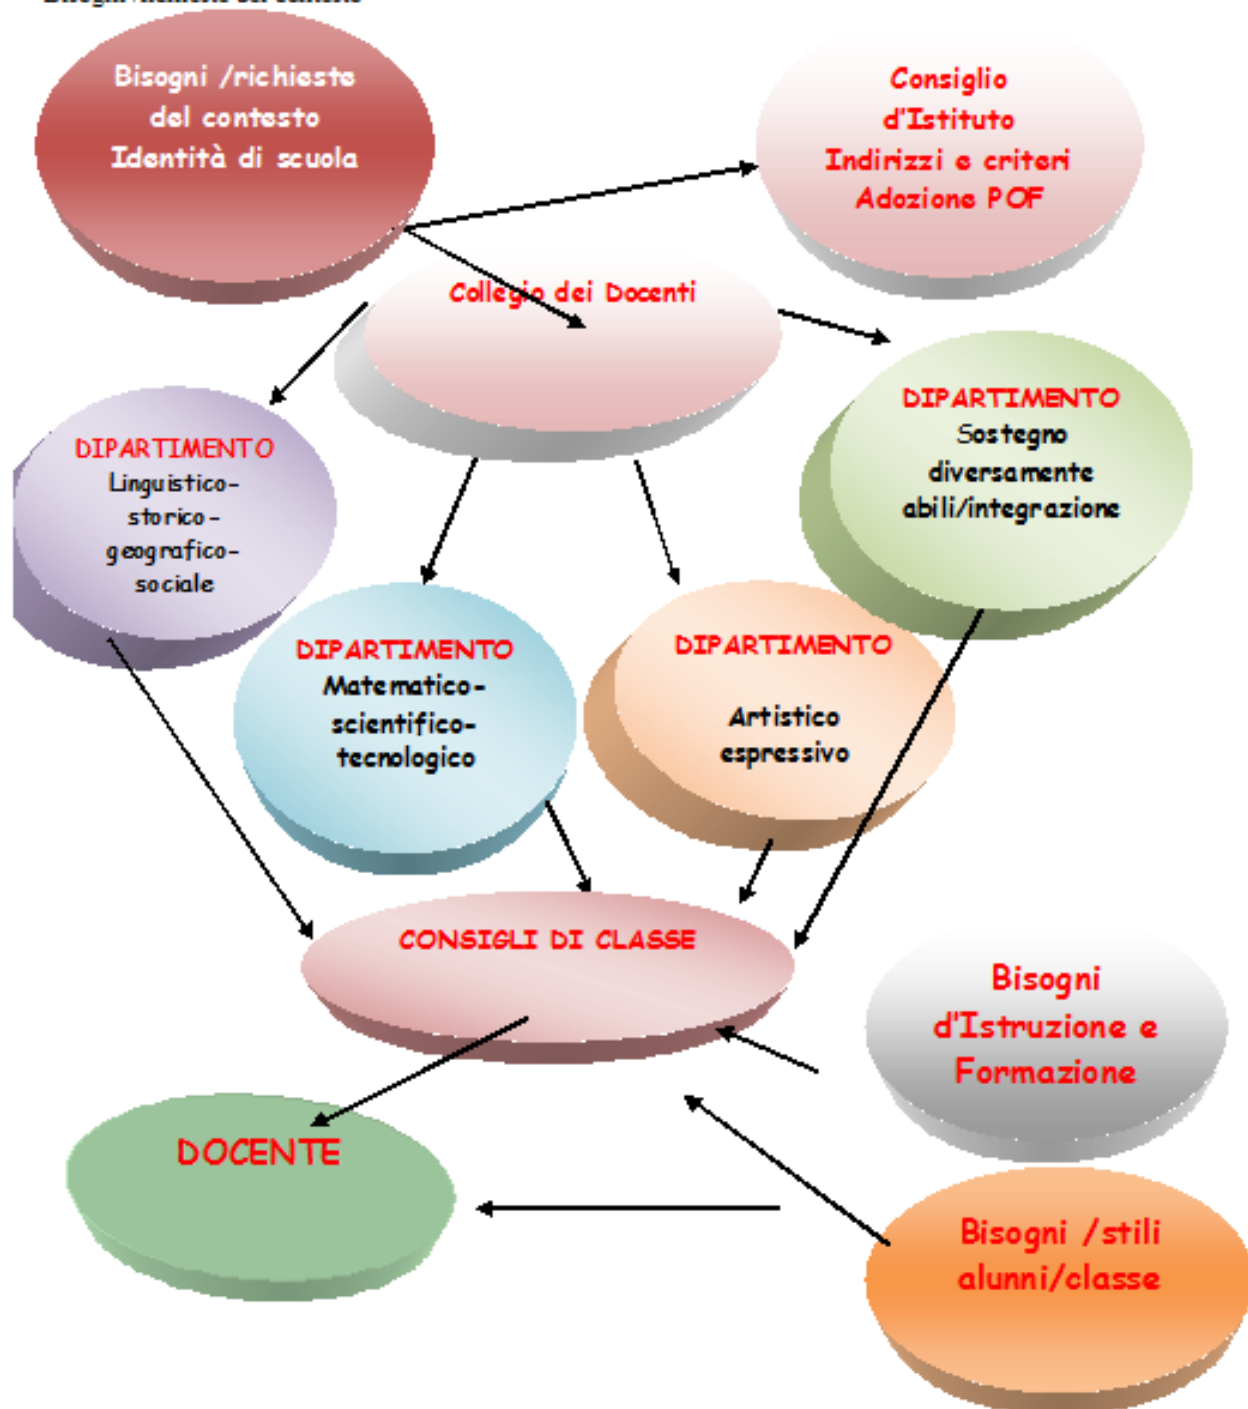 Bisogni /richieste
del contesto
Identità di scuola
Consiglio
d'Istituto
Indirizzi e criteri
Adozione POF
Collegio dei Docenti
DIPARTIMENTO
Linguistico-
storico-
geografico-
sociale
DIPARTIMENTO
Sostegno
diversamente
abili/integrazione
DIPARTIMENTO
Matematico-
scientifico-
tecnologico
DIPARTIMENTO
Artistico
espressivo
CONSIGLI DI CLASSE
Bisogni
d'Istruzione e
Formazione
DOCENTE
Bisogni /stili
alunni/classe